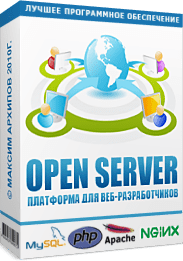 ЛУЧШЕЕ ПРОГРАММНОЕ ОБЕСПЕЧЕНИЕ
© МАКСИМ АРХИПОВ 2010Г.
OPEN SERVER
ПЛАТФОРМА ДЛЯ ВЕБ-РАЗРАБОТЧИКОВ
MySQL php Apache NGINX